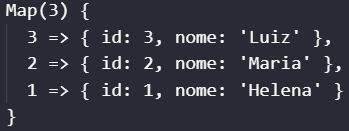 Map(3) {
  3 => { id: 3, nome: 'Luiz' },
  2 => { id: 2, nome: 'Maria' },
  1 => { id: 1, nome: 'Helena' }
}